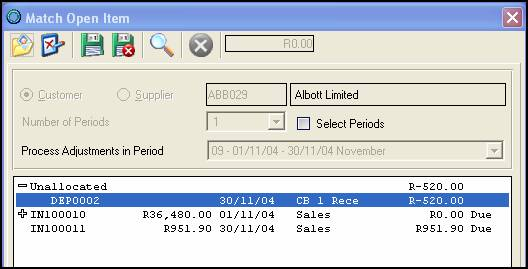 Match Open Item
R0.00
Customer Supplier ABB029 Albott Limited
Number of Periods 1 Select Periods
Process Adjustments in Period 09 - 01/11/04 - 30/11/04 November
Unallocated R-520.00
DEP0002 30/11/04 CB 1 Rece R-520.00
IN100010 R36,480.00 01/11/04 Sales R0.00 Due
IN100011 R951.90 30/11/04 Sales R951.90 Due